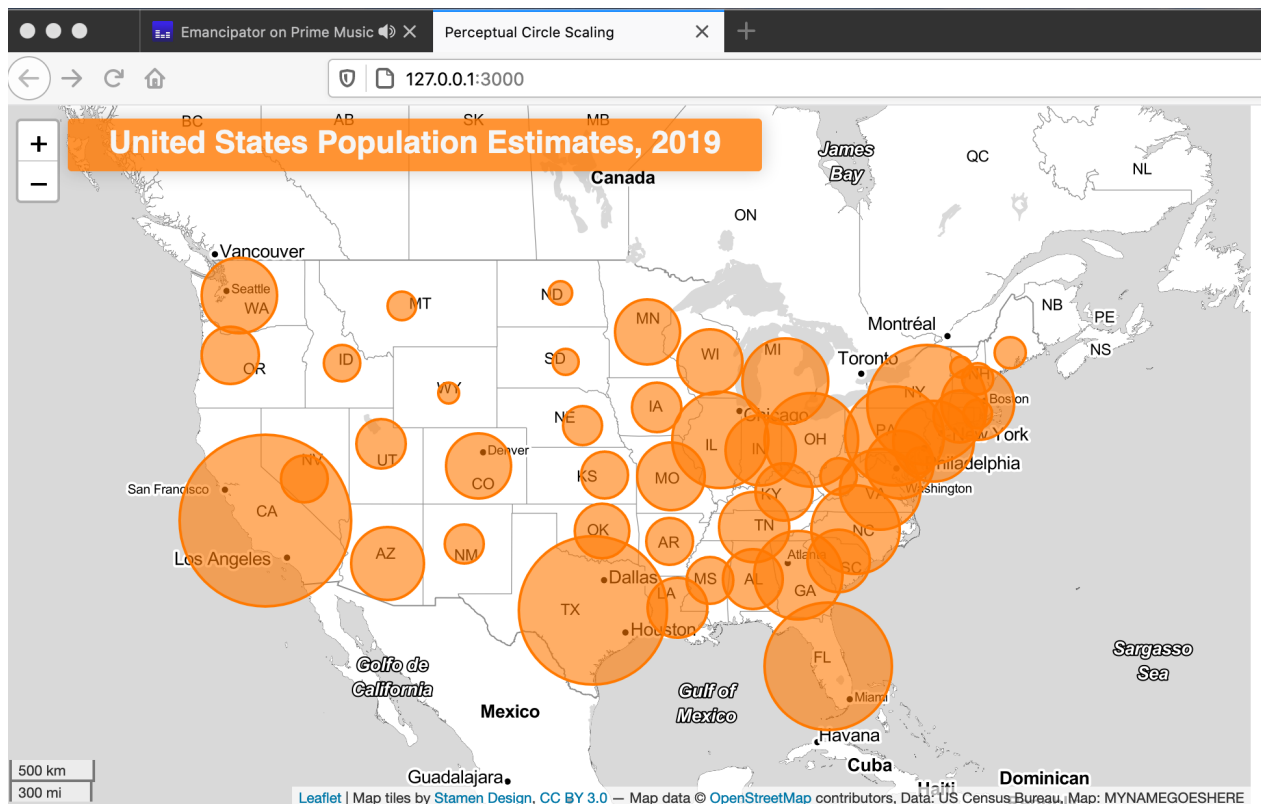 Emancipator on Prime Music
Perceptual Circle Scaling
127.0.0.1:3000
+
−
BC
AB
SK
MB
United States Population Estimates, 2019
James
Bay
QC
NL
Canada
ON
Vancouver
Seattle
WA
MT
ND
MN
NB
PE
Montréal
NS
OR
ID
SD
WI
MI
Toronto
WY
NH
NY
Boston
NE
IA
Chicago
New York
NV
UT
Denver
CO
KS
MO
IL
IN
OH
PA
Philadelphia
San Francisco
CA
KY
VA
Washington
Los Angeles
AZ
NM
OK
AR
TN
NC
Atlanta
SC
TX
Dallas
LA
MS
AL
GA
Houston
FL
Miami
Golfo de
California
Gulf of
Mexico
Sargasso
Sea
Mexico
Havana
Cuba
Haiti
Dominican
Guadalajara
500 km
300 mi
Leaflet | Map tiles by Stamen Design, CC BY 3.0 — Map data © OpenStreetMap contributors, Data: US Census Bureau, Map: MYNAMEGOESHERE